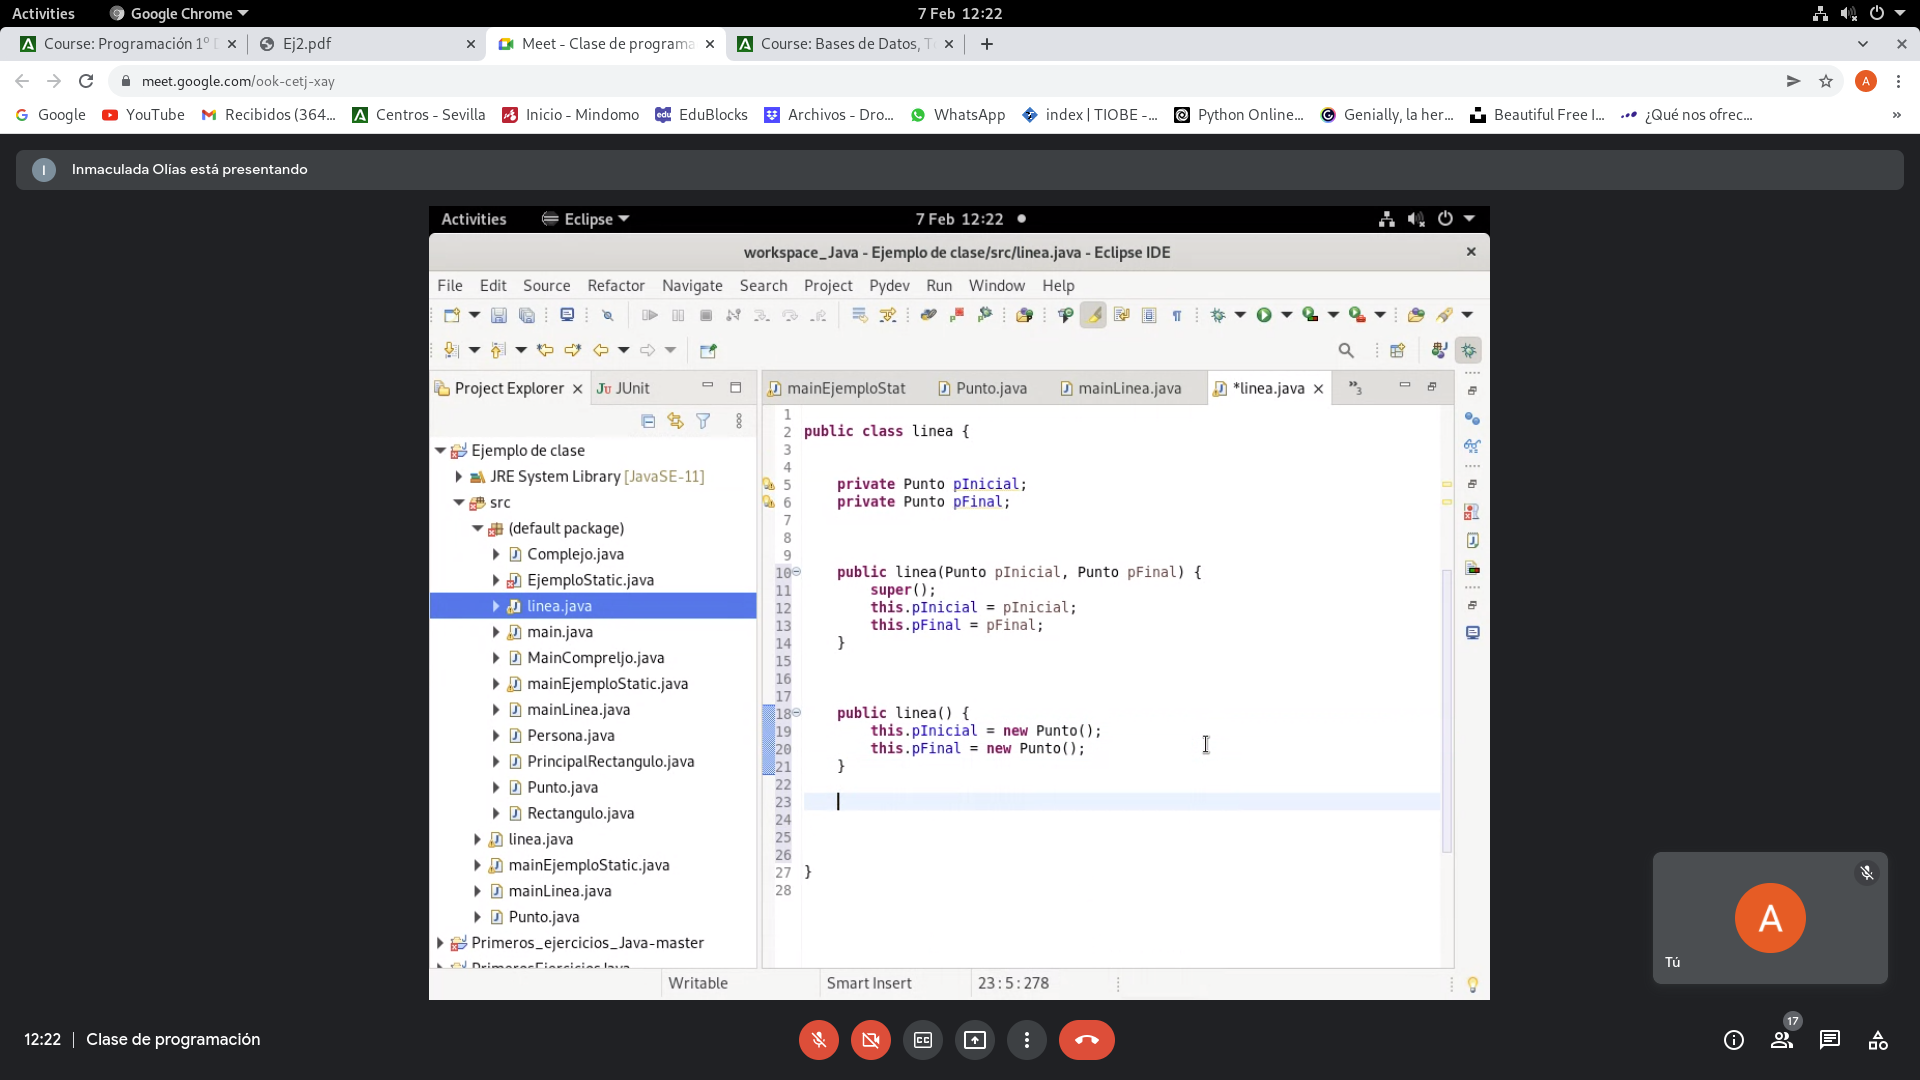 Activities Google Chrome 7 Feb 12:22
Course: Programación 1º Ej2.pdf Meet - Clase de programa Course: Bases de Datos, T
meet.google.com/ook-cetj-xay A
Google YouTube Recibidos (364... Centros - Sevilla Inicio - Mindomo EduBlocks Archivos - Dro... WhatsApp index | TIOBE -... Python Online... Genially, la her... Beautiful Free I... ¿Qué nos ofrec... »
I Inmaculada Olías está presentando
Activities Eclipse 7 Feb 12:22
workspace_Java - Ejemplo de clase/src/linea.java - Eclipse IDE
File Edit Source Refactor Navigate Search Project Pydev Run Window Help
Project Explorer JUnit
mainEjemploStat Punto.java mainLinea.java *linea.java »3
Ejemplo de clase
JRE System Library [JavaSE-11]
src
(default package)
Complejo.java
EjemploStatic.java
linea.java
main.java
MainCompreljo.java
mainEjemploStatic.java
mainLinea.java
Persona.java
PrincipalRectangulo.java
Punto.java
Rectangulo.java
linea.java
mainEjemploStatic.java
mainLinea.java
Punto.java
Primeros_ejercicios_Java-master
1
2 public class linea {
3
4
5 private Punto pInicial;
6 private Punto pFinal;
7
8
9
10 public linea(Punto pInicial, Punto pFinal) {
11 super();
12 this.pInicial = pInicial;
13 this.pFinal = pFinal;
14 }
15
16
17
18 public linea() {
19 this.pInicial = new Punto();
20 this.pFinal = new Punto();
21 }
22
23
24
25
26
27 }
28
Writable Smart Insert 23 : 5 : 278
A
Tú
12:22 | Clase de programación
17